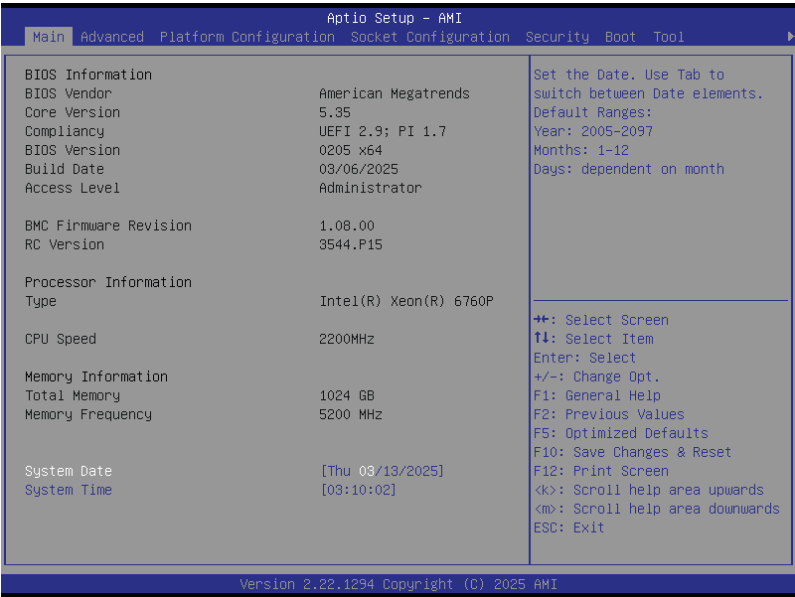 Aptio Setup – AMI
Main Advanced Platform Configuration Socket Configuration Security Boot Tool
BIOS Information
BIOS Vendor American Megatrends
Core Version 5.35
Compliancy UEFI 2.9; PI 1.7
BIOS Version 0205 x64
Build Date 03/06/2025
Access Level Administrator
BMC Firmware Revision 1.08.00
RC Version 3544.P15
Processor Information
Type Intel(R) Xeon(R) 6760P
CPU Speed 2200MHz
Memory Information
Total Memory 1024 GB
Memory Frequency 5200 MHz
System Date [Thu 03/13/2025]
System Time [03:10:02]
Set the Date. Use Tab to
switch between Date elements.
Default Ranges:
Year: 2005-2097
Months: 1-12
Days: dependent on month
→←: Select Screen
↑↓: Select Item
Enter: Select
+/-: Change Opt.
F1: General Help
F2: Previous Values
F5: Optimized Defaults
F10: Save Changes & Reset
F12: Print Screen
<k>: Scroll help area upwards
<m>: Scroll help area downwards
ESC: Exit
Version 2.22.1294 Copyright (C) 2025 AMI